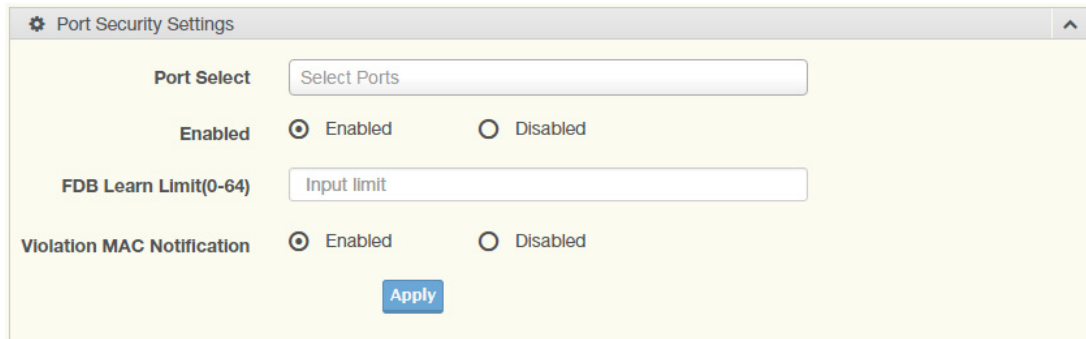 Port Security Settings
Port Select Select Ports
Enabled Enabled Disabled
FDB Learn Limit(0-64) Input limit
Violation MAC Notification Enabled Disabled
Apply